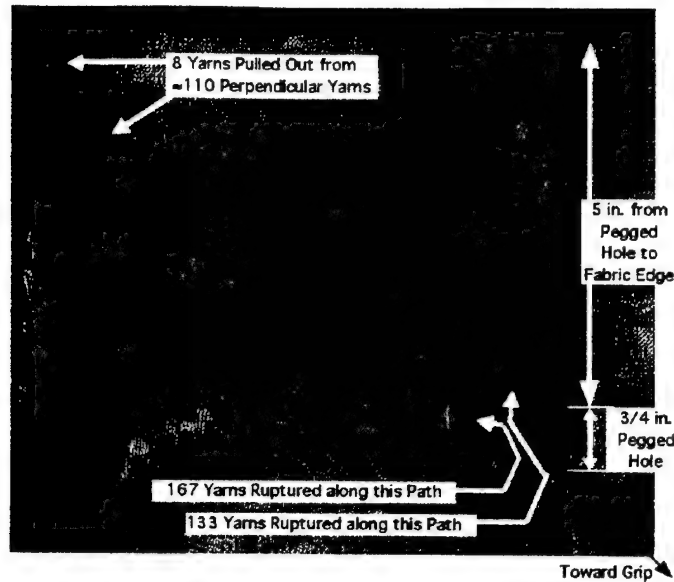 8 Yarns Pulled Out from
≈110 Perpendicular Yarns
5 in. from
Pegged
Hole to
Fabric Edge
3/4 in.
Pegged
Hole
167 Yarns Ruptured along this Path
133 Yarns Ruptured along this Path
Toward Grip